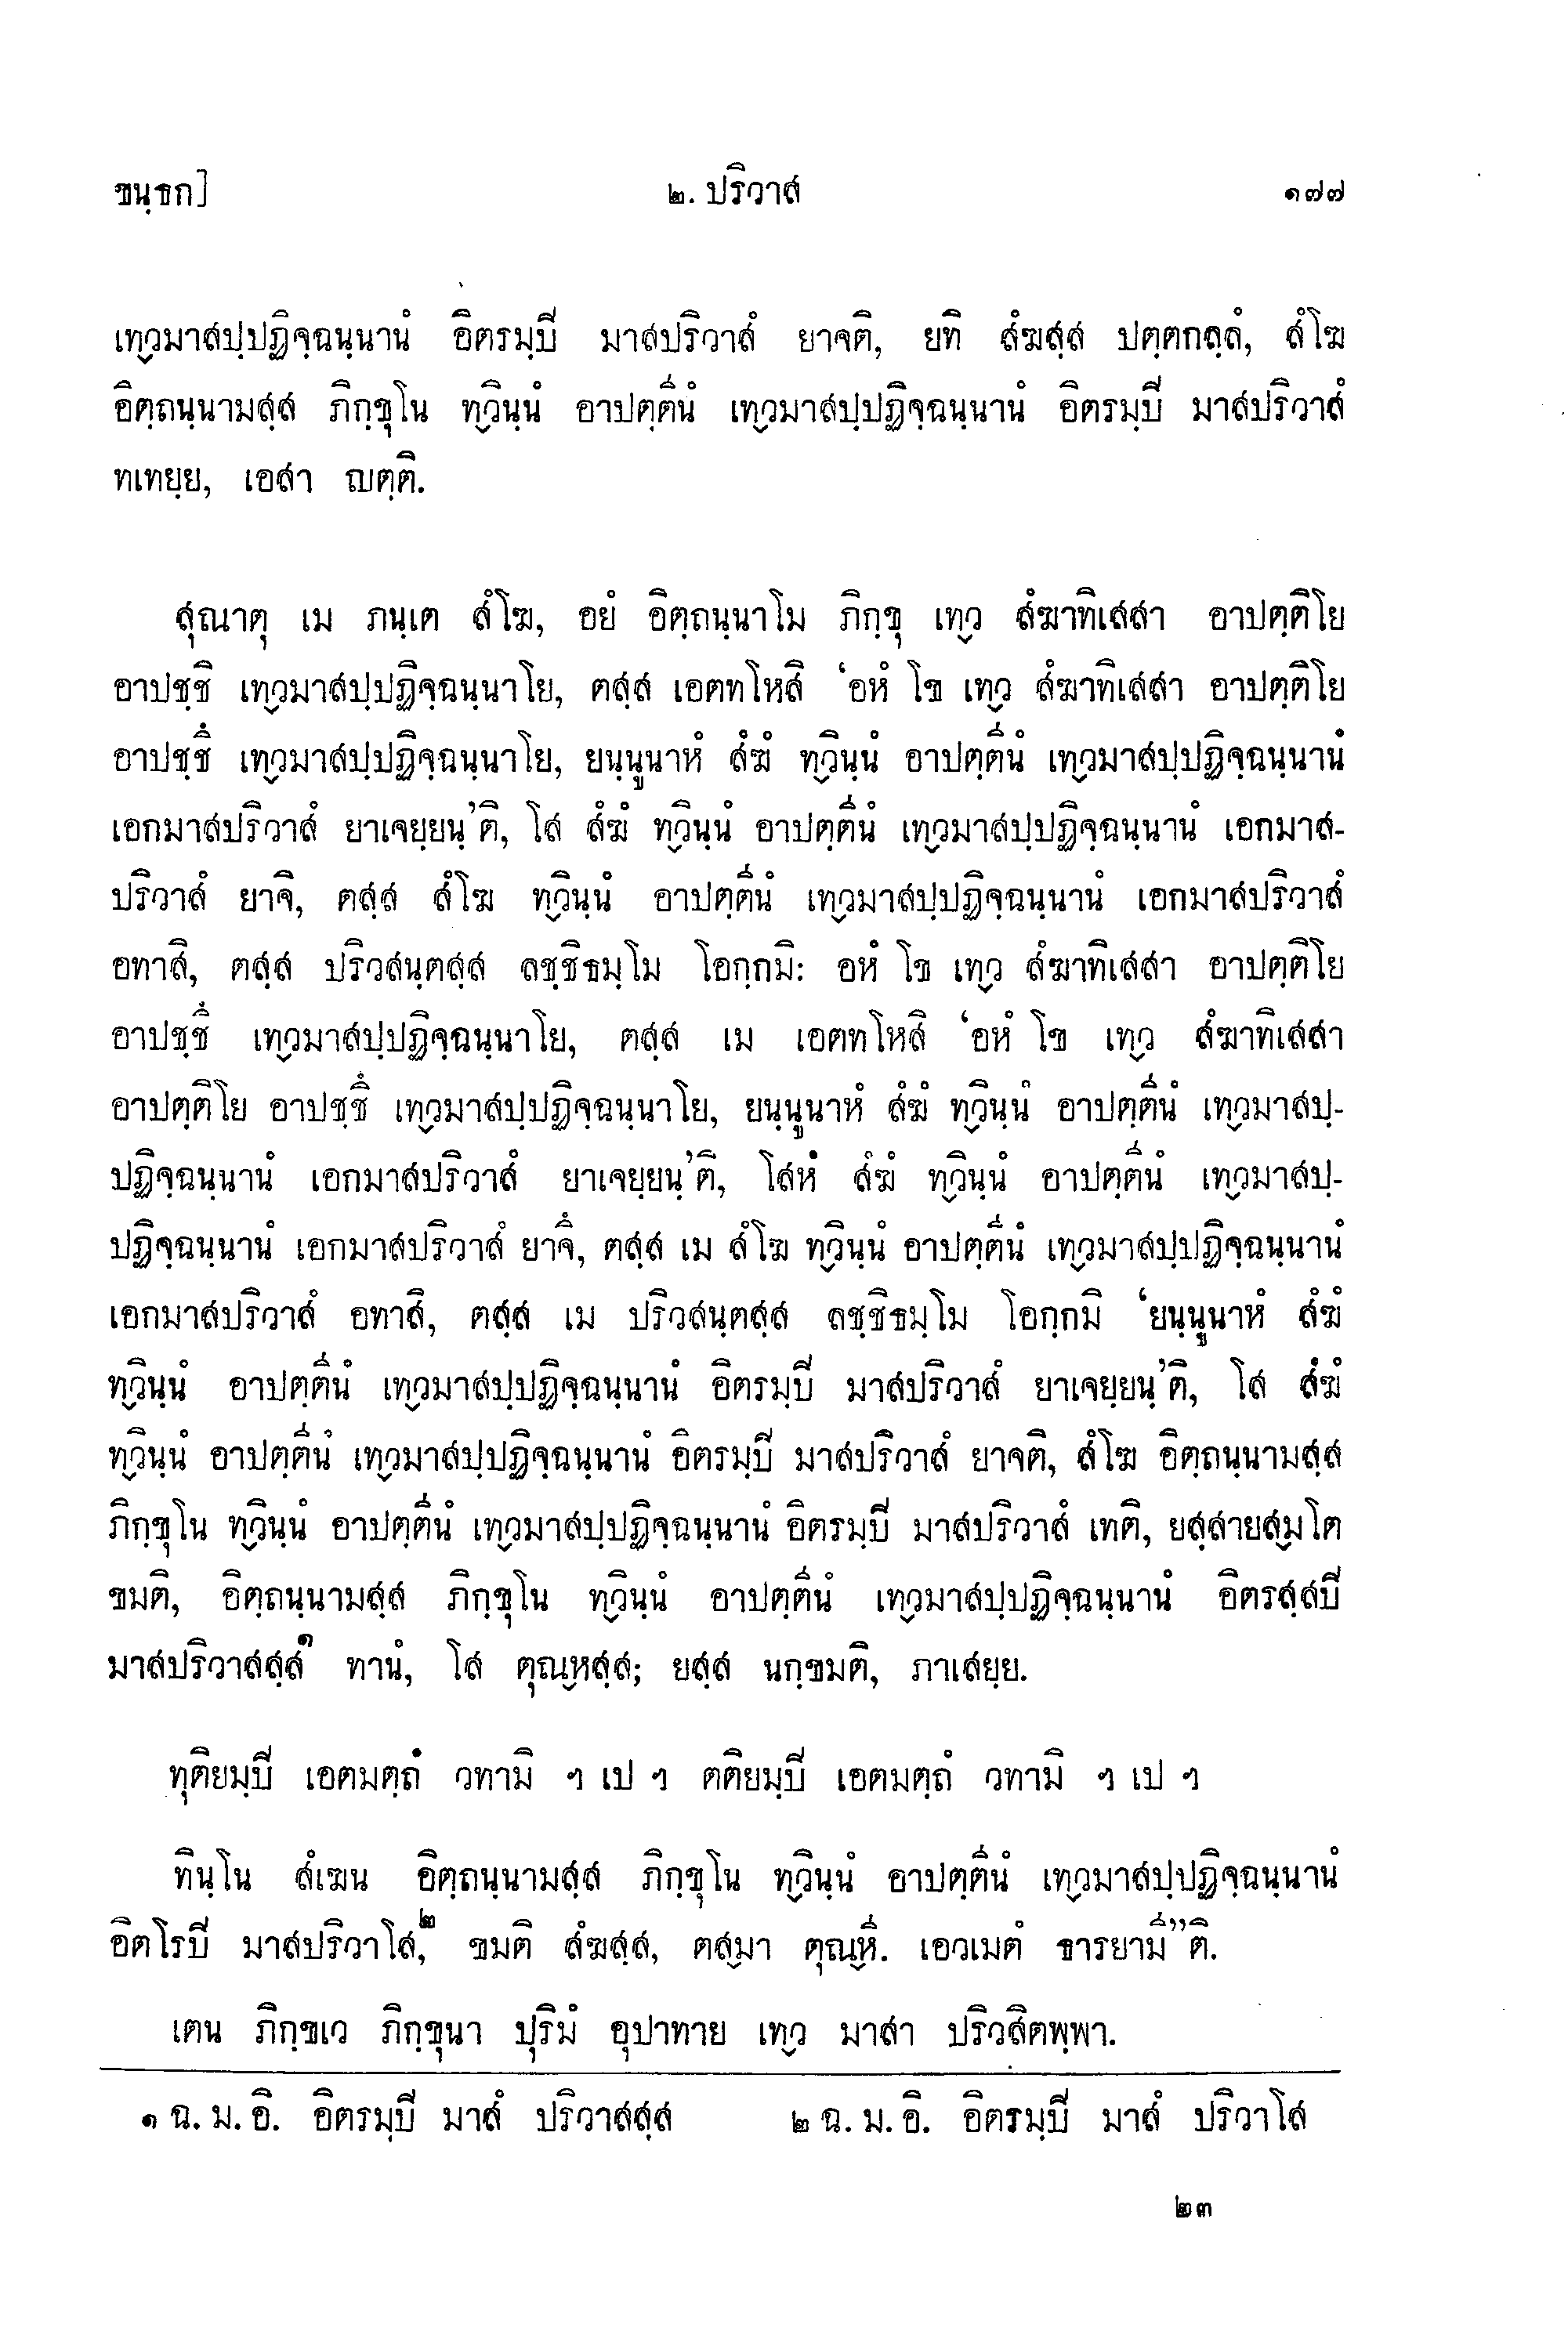 ขนฺธก]	๒. ปริวาส	๑๗๗
เทฺวมาสปฺปฏิจฺฉนฺนานํ อิตรมฺปิ มาสปริวาสํ ยาจติ, ยทิ สํฆสฺส ปตฺตกลฺลํ, สํโฆ
อิตฺถนฺนามสฺส ภิกฺขุโน ทฺวินฺนํ อาปตฺตีนํ เทฺวมาสปฺปฏิจฺฉนฺนานํ อิตรมฺปิ มาสปริวาสํ
ทเทยฺย, เอสา ญตฺติ.
สุณาตุ เม ภนฺเต สํโฆ, อยํ อิตฺถนฺนาโม ภิกฺขุ เทฺว สํฆาทิเสสา อาปตฺติโย
อาปชฺชิ เทฺวมาสปฺปฏิจฺฉนฺนาโย, ตสฺส เอตทโหสิ ‘อหํ โข เทฺว สํฆาทิเสสา อาปตฺติโย
อาปชฺชึ เทฺวมาสปฺปฏิจฺฉนฺนาโย, ยนฺนูนาหํ สํฆํ ทฺวินฺนํ อาปตฺตีนํ เทฺวมาสปฺปฏิจฺฉนฺนานํ
เอกมาสปริวาสํ ยาเจยฺยนฺ’ติ, โส สํฆํ ทฺวินฺนํ อาปตฺตีนํ เทฺวมาสปฺปฏิจฺฉนฺนานํ เอกมาส-
ปริวาสํ ยาจิ, ตสฺส สํโฆ ทฺวินฺนํ อาปตฺตีนํ เทฺวมาสปฺปฏิจฺฉนฺนานํ เอกมาสปริวาสํ
อทาสิ, ตสฺส ปริวสนฺตสฺส ลชฺชิธมฺโม โอกฺกมิ: อหํ โข เทฺว สํฆาทิเสสา อาปตฺติโย
อาปชฺชึ เทฺวมาสปฺปฏิจฺฉนฺนาโย, ตสฺส เม เอตทโหสิ ‘อหํ โข เทฺว สํฆาทิเสสา
อาปตฺติโย อาปชฺชึ เทฺวมาสปฺปฏิจฺฉนฺนาโย, ยนฺนูนาหํ สํฆํ ทฺวินฺนํ อาปตฺตีนํ เทฺวมาสปฺ-
ปฏิจฺฉนฺนานํ เอกมาสปริวาสํ ยาเจยฺยนฺ’ติ, โสหํ สํฆํ ทฺวินฺนํ อาปตฺตีนํ เทฺวมาสปฺ-
ปฏิจฺฉนฺนานํ เอกมาสปริวาสํ ยาจึ, ตสฺส เม สํโฆ ทฺวินฺนํ อาปตฺตีนํ เทฺวมาสปฺปฏิจฺฉนฺนานํ
เอกมาสปริวาสํ อทาสิ, ตสฺส เม ปริวสนฺตสฺส ลชฺชิธมฺโม โอกฺกมิ ‘ยนฺนูนาหํ สํฆํ
ทฺวินฺนํ อาปตฺตีนํ เทฺวมาสปฺปฏิจฺฉนฺนานํ อิตรมฺปิ มาสปริวาสํ ยาเจยฺยนฺ’ติ, โส สํฆํ
ทฺวินฺนํ อาปตฺตีนํ เทฺวมาสปฺปฏิจฺฉนฺนานํ อิตรมฺปิ มาสปริวาสํ ยาจติ, สํโฆ อิตฺถนฺนามสฺส
ภิกฺขุโน ทฺวินฺนํ อาปตฺตีนํ เทฺวมาสปฺปฏิจฺฉนฺนานํ อิตรมฺปิ มาสปริวาสํ เทติ, ยสฺสายสฺมโต
ขมติ, อิตฺถนฺนามสฺส ภิกฺขุโน ทฺวินฺนํ อาปตฺตีนํ เทฺวมาสปฺปฏิจฺฉนฺนานํ อิตรสฺสปิ
มาสปริวาสสฺส๑ ทานํ, โส ตุณฺหสฺส; ยสฺส นกฺขมติ, ภาเสยฺย.
ทุติยมฺปิ เอตมตฺถํ วทามิ ฯ เป ฯ ตติยมฺปิ เอตมตฺถํ วทามิ ฯ เป ฯ
ทินฺโน สํเฆน อิตฺถนฺนามสฺส ภิกฺขุโน ทฺวินฺนํ อาปตฺตีนํ เทฺวมาสปฺปฏิจฺฉนฺนานํ
อิตโรปิ มาสปริวาโส,๒ ขมติ สํฆสฺส, ตสฺมา ตุณฺหี. เอวเมตํ ธารยามี”ติ.
เตน ภิกฺขเว ภิกฺขุนา ปุริมํ อุปาทาย เทฺว มาสา ปริวสิตพฺพา.
๑ ฉ. ม. อิ. อิตรมฺปิ มาสํ ปริวาสสฺส	๒ ฉ. ม. อิ. อิตรมฺปิ มาสํ ปริวาโส
๒๓